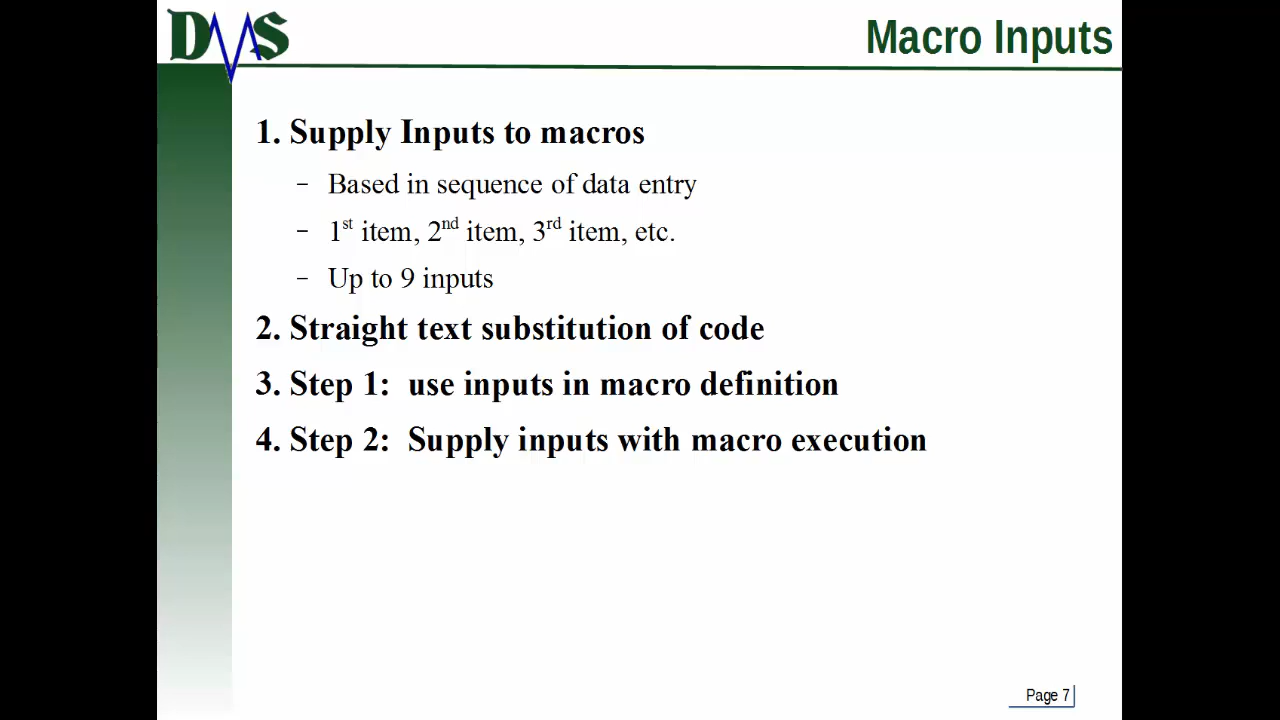 DMS
Macro Inputs
1. Supply Inputs to macros
– Based in sequence of data entry
– 1st item, 2nd item, 3rd item, etc.
– Up to 9 inputs
2. Straight text substitution of code
3. Step 1:  use inputs in macro definition
4. Step 2:  Supply inputs with macro execution
Page 7